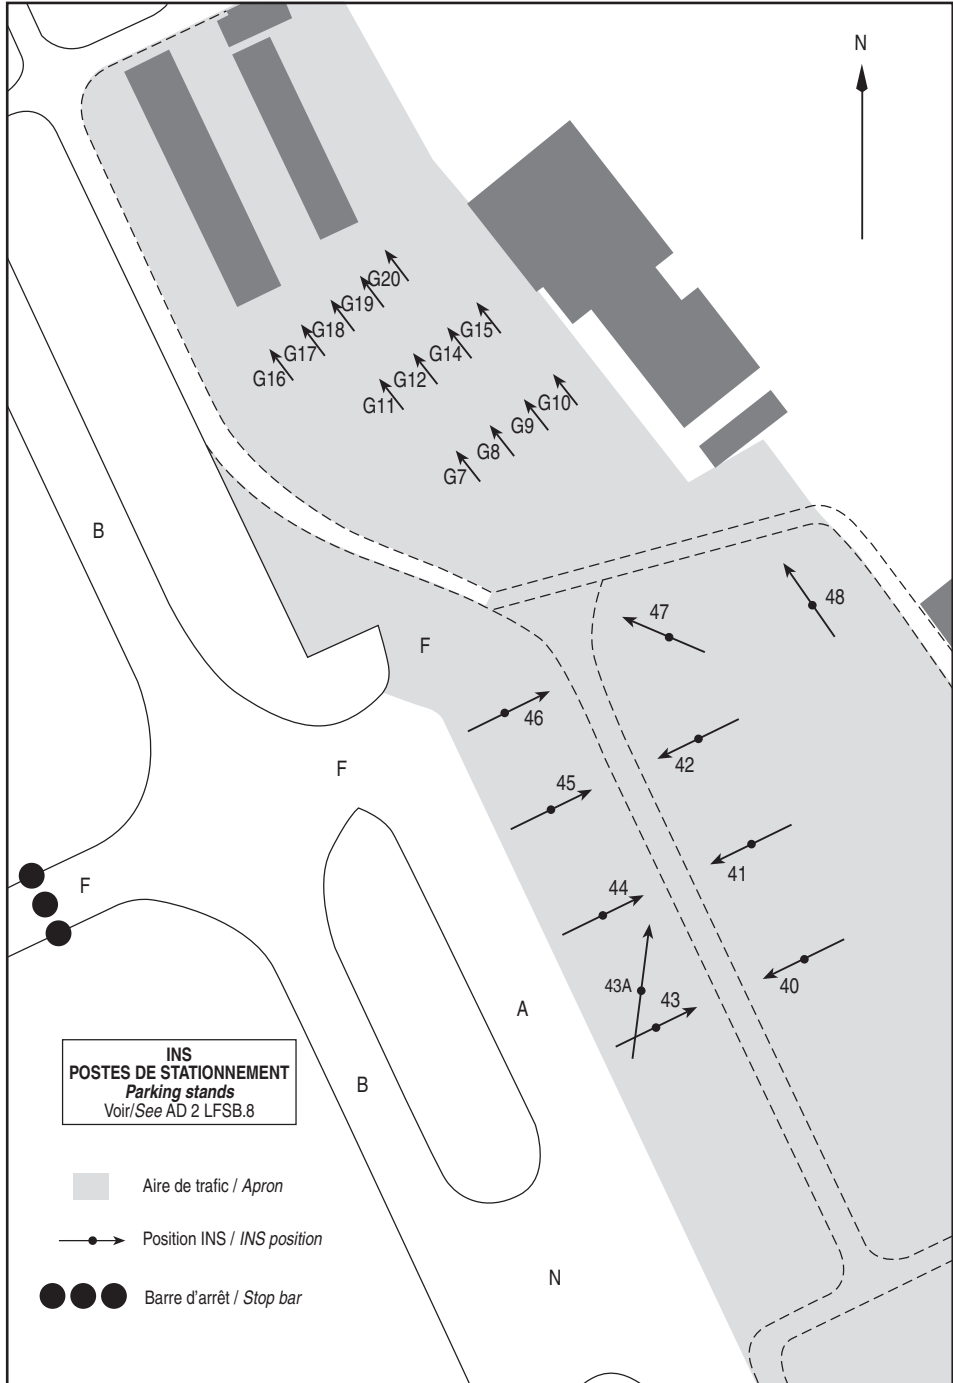 N
G20
G19
G18
G17
G16
G15
G14
G12
G11
G10
G9
G8
G7
B
48
47
F
46
42
F
45
41
F
44
43A
43
40
A
B
INS
POSTES DE STATIONNEMENT
Parking stands
Voir/See AD 2 LFSB.8
Aire de trafic / Apron
Position INS / INS position
N
Barre d'arrêt / Stop bar